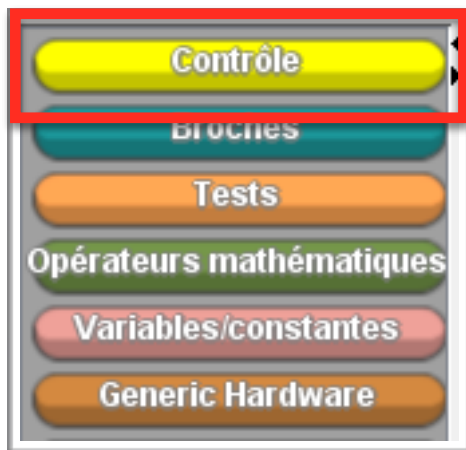 Contrôle
Broches
Tests
Opérateurs mathématiques
Variables/constantes
Generic Hardware